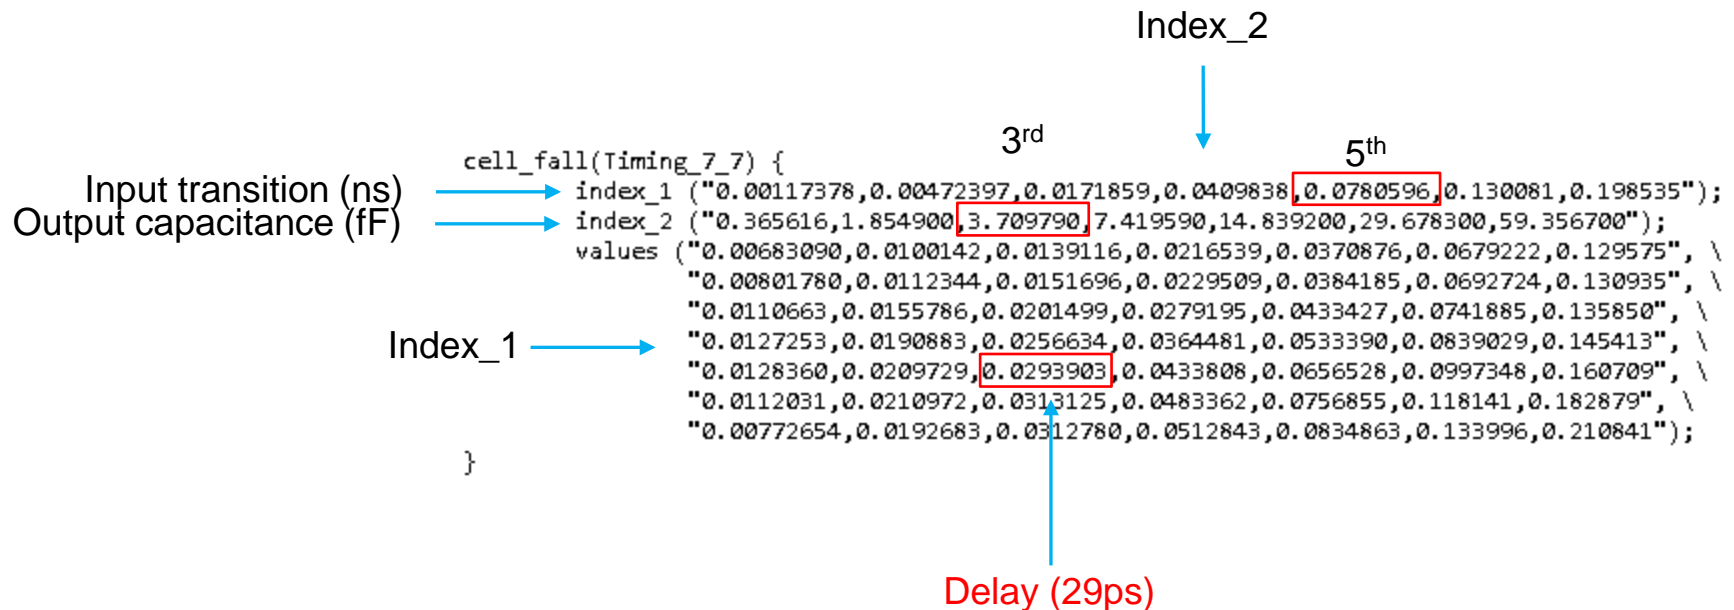 Index_2
3rd
5th
cell_fall(Timing_7_7) {
Input transition (ns)
index_1 ("0.00117378,0.00472397,0.0171859,0.0409838,0.0780596,0.130081,0.198535");
Output capacitance (fF)
index_2 ("0.365616,1.854900,3.709790,7.419590,14.839200,29.678300,59.356700");
values ("0.00683090,0.0100142,0.0139116,0.0216539,0.0370876,0.0679222,0.129575", \
"0.00801780,0.0112344,0.0151696,0.0229509,0.0384185,0.0692724,0.130935", \
"0.0110663,0.0155786,0.0201499,0.0279195,0.0433427,0.0741885,0.135850", \
Index_1
"0.0127253,0.0190883,0.0256634,0.0364481,0.0533390,0.0839029,0.145413", \
"0.0128360,0.0209729,0.0293903,0.0433808,0.0656528,0.0997348,0.160709", \
"0.0112031,0.0210972,0.0313125,0.0483362,0.0756855,0.118141,0.182879", \
"0.00772654,0.0192683,0.0312780,0.0512843,0.0834863,0.133996,0.210841");
}
Delay (29ps)